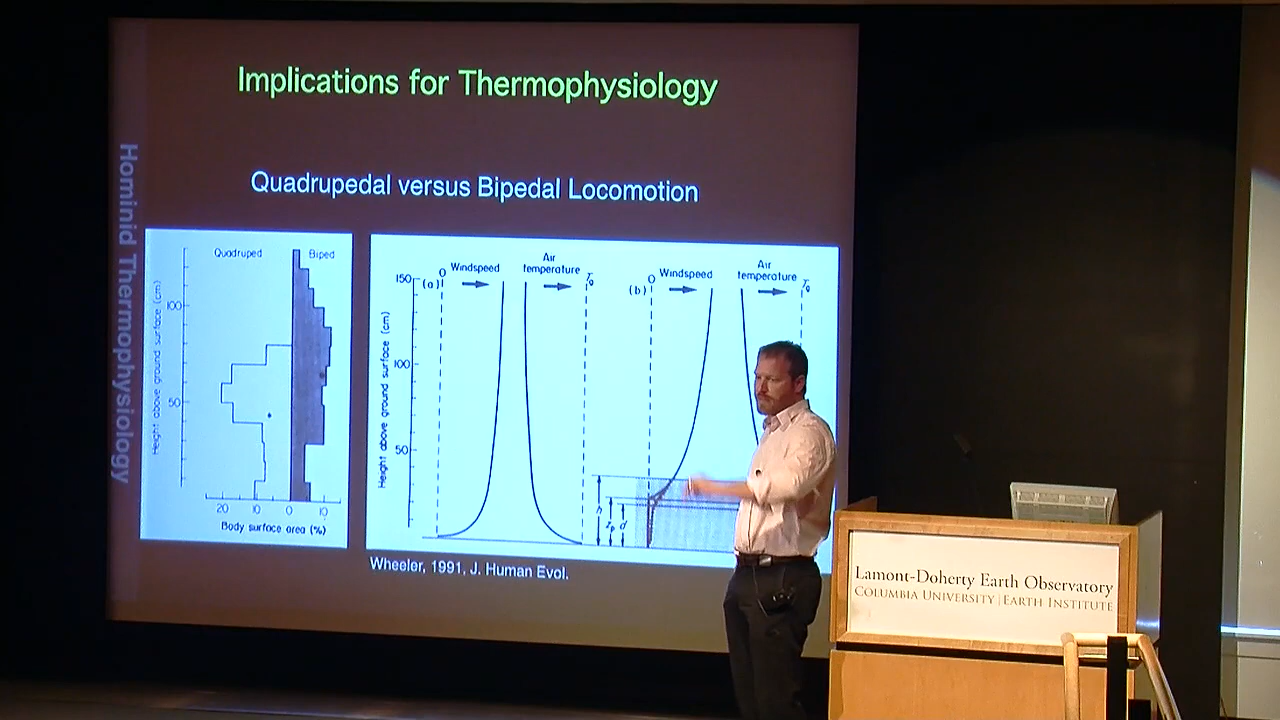 Implications for Thermophysiology
Quadrupedal versus Bipedal Locomotion
Hominid Thermophysiology
Quadruped
Biped
Height above ground surface (cm)
100
50
20
10
0
10
Body surface area (%)
(a)
0
Windspeed
Air
temperature
150
100
50
Height above ground surface (cm)
(b)
0
Windspeed
Air
temperature
h
d
Wheeler, 1991, J. Human Evol.
Lamont-Doherty Earth Observatory
COLUMBIA UNIVERSITY | EARTH INSTITUTE